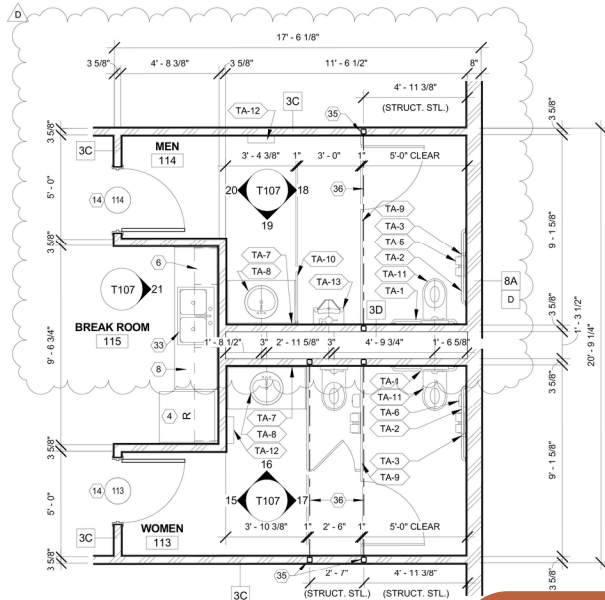 D
17' - 6 1/8"
3 5/8"
4' - 8 3/8"
3 5/8"
11' - 6 1/2"
8"
4' - 11 3/8"
(STRUCT. STL.)
TA-12
3C
35
3 5/8"
3 5/8"
3C
MEN
114
3' - 4 3/8"
1"
3' - 0"
1"
5'-0" CLEAR
5' - 0"
14
114
20
T107
18
19
36
TA-9
TA-3
TA-6
TA-2
TA-11
TA-1
9' - 1 5/8"
3 5/8"
6
TA-7
TA-8
TA-10
TA-13
T107
21
8A
D
3D
BREAK ROOM
115
33
1' - 8 1/2"
3"
2' - 11 5/8"
3"
4' - 9 3/4"
1' - 6 5/8"
3 5/8"
1' - 3 1/2"
20' - 9 1/4"
9' - 6 3/4"
8
4
R
TA-7
TA-8
TA-12
TA-1
TA-11
TA-6
TA-2
TA-3
TA-9
3 5/8"
3 5/8"
16
15
T107
17
36
9' - 1 5/8"
5' - 0"
14
113
WOMEN
113
3' - 10 3/8"
1"
2' - 6"
1"
5'-0" CLEAR
3C
3 5/8"
3C
35
2' - 7"
(STRUCT. STL.)
4' - 11 3/8"
(STRUCT. STL.)
3 5/8"